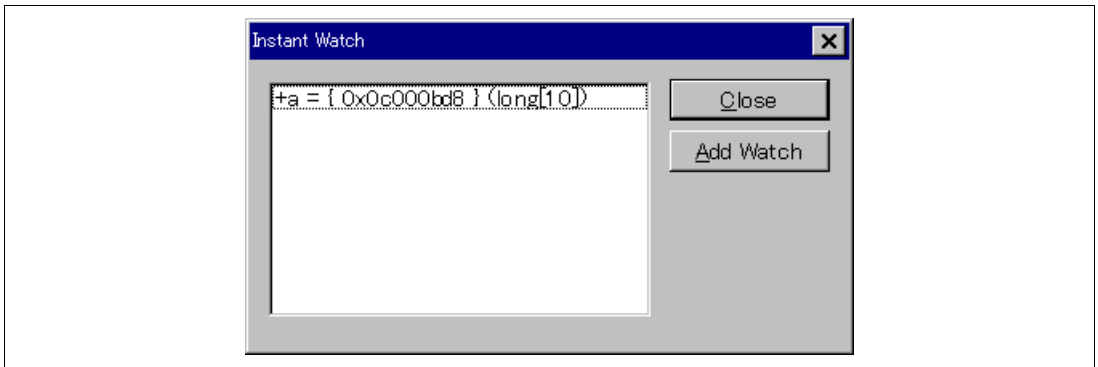 Instant Watch
+a = { 0x0c000bd8 } (long[10])
Close
Add Watch